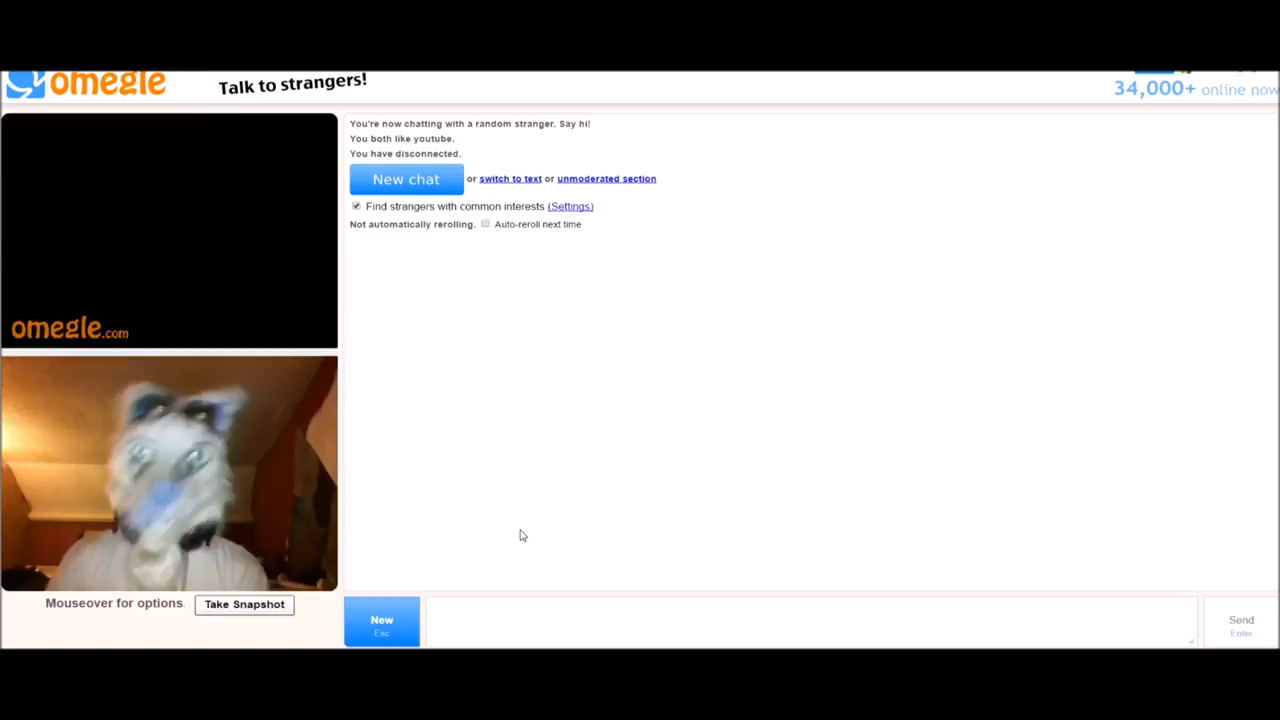 omegle
Talk to strangers!
34,000+ online now
You're now chatting with a random stranger. Say hi!
You both like youtube.
You have disconnected.
New chat or switch to text or unmoderated section
Find strangers with common interests (Settings)
Not automatically rerolling. Auto-reroll next time
omegle.com
Mouseover for options. Take Snapshot
New
Esc
Send
Enter